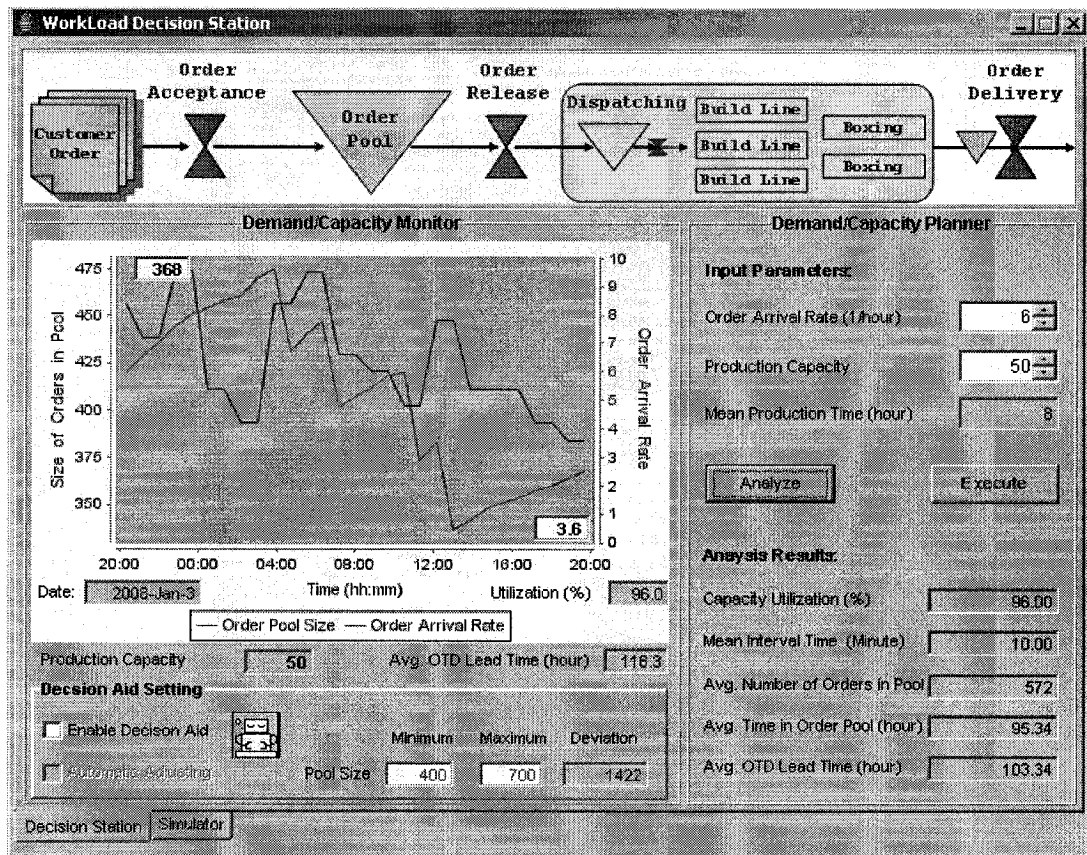 WorkLoad Decision Station
Order Acceptance
Order Release
Order Delivery
Customer Order
Order Pool
Dispatching
Build Line
Build Line
Build Line
Boxing
Boxing
Demand/Capacity Monitor
475
450
425
400
375
350
Size of Orders in Pool
368
3.6
10
9
8
7
6
5
4
3
2
1
0
Order Arrival Rate
20:00 00:00 04:00 08:00 12:00 16:00 20:00
Date: 2008-Jan-3 Time (hh:mm) Utilization (%) 96.0
Order Pool Size Order Arrival Rate
Production Capacity 50 Avg. OTD Lead Time (hour) 118.3
Decsion Aid Setting
Enable Decison Aid
Automatic Adjusting
Minimum Maximum Deviation
Pool Size 400 700 1422
Demand/Capacity Planner
Input Parameters:
Order Arrival Rate (1/hour) 6
Production Capacity 50
Mean Production Time (hour) 8
Analyze Execute
Anaysis Results:
Capacity Utilization (%) 96.00
Mean Interval Time (Minute) 10.00
Avg. Number of Orders in Pool 572
Avg. Time in Order Pool (hour) 95.34
Avg. OTD Lead Time (hour) 103.34
Decision Station Simulator